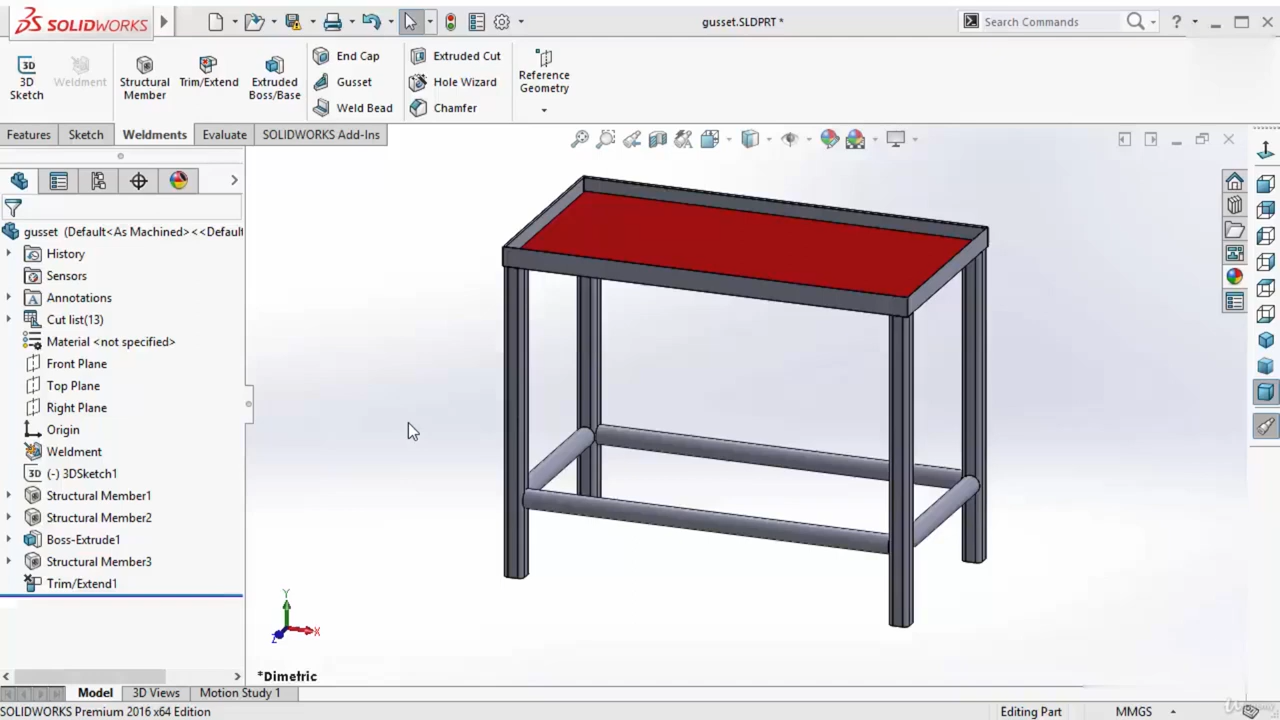 SOLIDWORKS
gusset.SLDPRT *
Search Commands
?
3D Sketch
Weldment
Structural Member
Trim/Extend
Extruded Boss/Base
End Cap
Gusset
Weld Bead
Extruded Cut
Hole Wizard
Chamfer
Reference Geometry
Features
Sketch
Weldments
Evaluate
SOLIDWORKS Add-Ins
gusset (Default<As Machined><<Default
History
Sensors
Annotations
Cut list(13)
Material <not specified>
Front Plane
Top Plane
Right Plane
Origin
Weldment
3D (-) 3DSketch1
Structural Member1
Structural Member2
Boss-Extrude1
Structural Member3
Trim/Extend1
Y
X
Z
*Dimetric
Model
3D Views
Motion Study 1
SOLIDWORKS Premium 2016 x64 Edition
Editing Part
MMGS